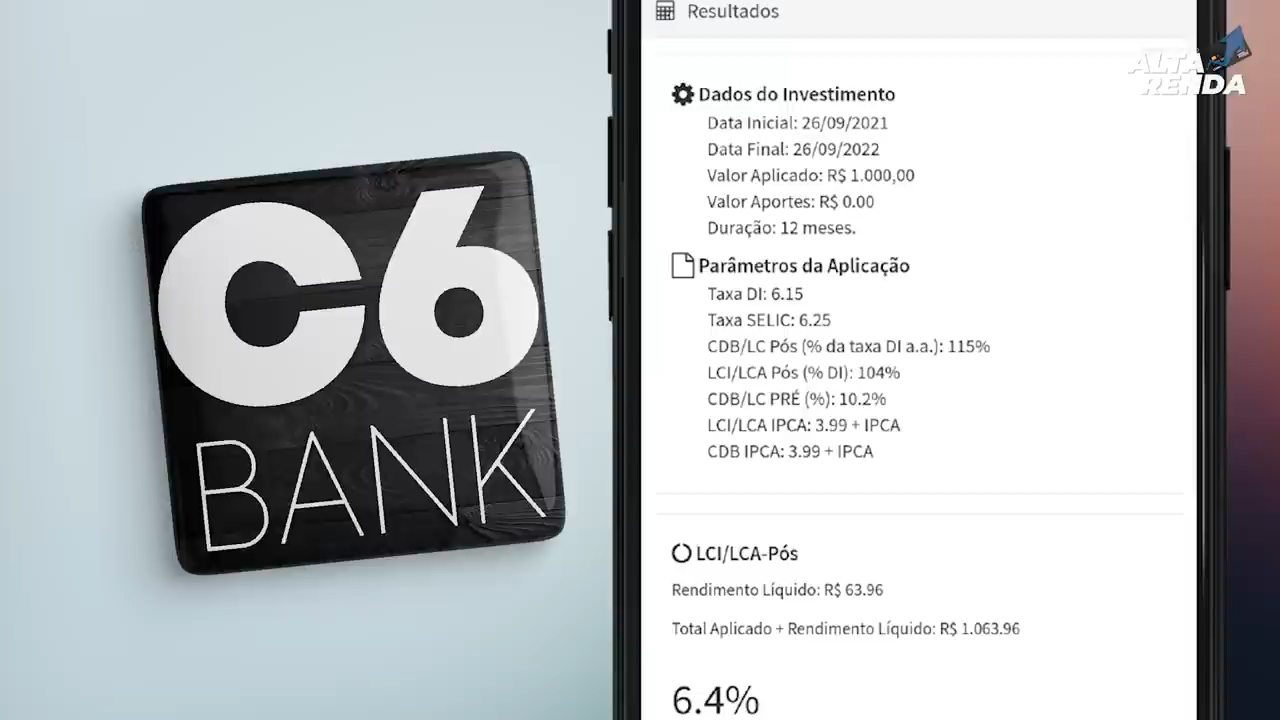 C6
BANK
Resultados
ALTA
RENDA
Dados do Investimento
Data Inicial: 26/09/2021
Data Final: 26/09/2022
Valor Aplicado: R$ 1.000,00
Valor Aportes: R$ 0.00
Duração: 12 meses.
Parâmetros da Aplicação
Taxa DI: 6.15
Taxa SELIC: 6.25
CDB/LC Pós (% da taxa DI a.a.): 115%
LCI/LCA Pós (% DI): 104%
CDB/LC PRÉ (%): 10.2%
LCI/LCA IPCA: 3.99 + IPCA
CDB IPCA: 3.99 + IPCA
LCI/LCA-Pós
Rendimento Líquido: R$ 63.96
Total Aplicado + Rendimento Líquido: R$ 1.063.96
6.4%